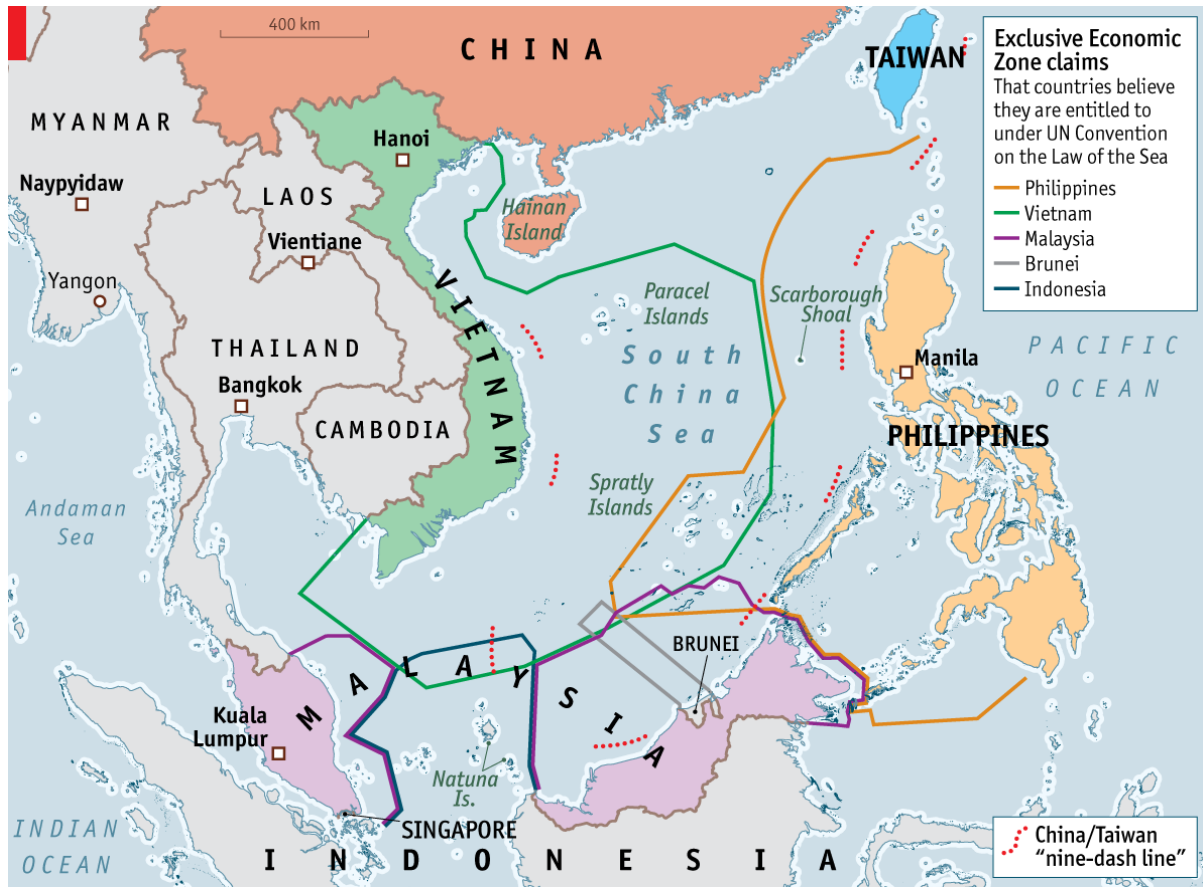 400 km
CHINA
TAIWAN
Exclusive Economic
Zone claims
That countries believe
they are entitled to
under UN Convention
on the Law of the Sea
Philippines
Vietnam
Malaysia
Brunei
Indonesia
MYANMAR
Hanoi
Naypyidaw
LAOS
Hainan
Island
Vientiane
Yangon
VIETNAM
Paracel
Islands
Scarborough
Shoal
THAILAND
South
China
Sea
Manila
PACIFIC
OCEAN
Bangkok
CAMBODIA
PHILIPPINES
Andaman
Sea
Spratly
Islands
BRUNEI
MALAYSIA
Kuala
Lumpur
Natuna
Is.
SINGAPORE
INDIAN
OCEAN
INDONESIA
China/Taiwan
“nine-dash line”